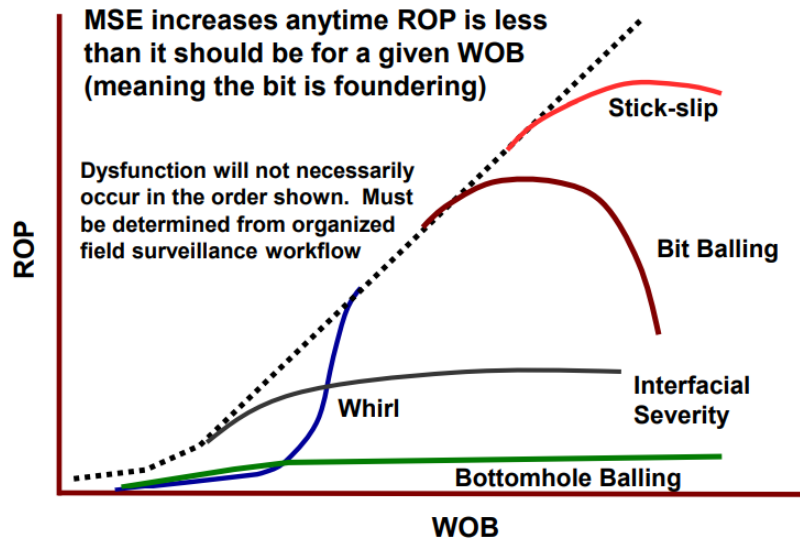 MSE increases anytime ROP is less
than it should be for a given WOB
(meaning the bit is foundering)
Stick-slip
Dysfunction will not necessarily
occur in the order shown. Must
be determined from organized
field surveillance workflow
Bit Balling
ROP
Interfacial
Severity
Whirl
Bottomhole Balling
WOB